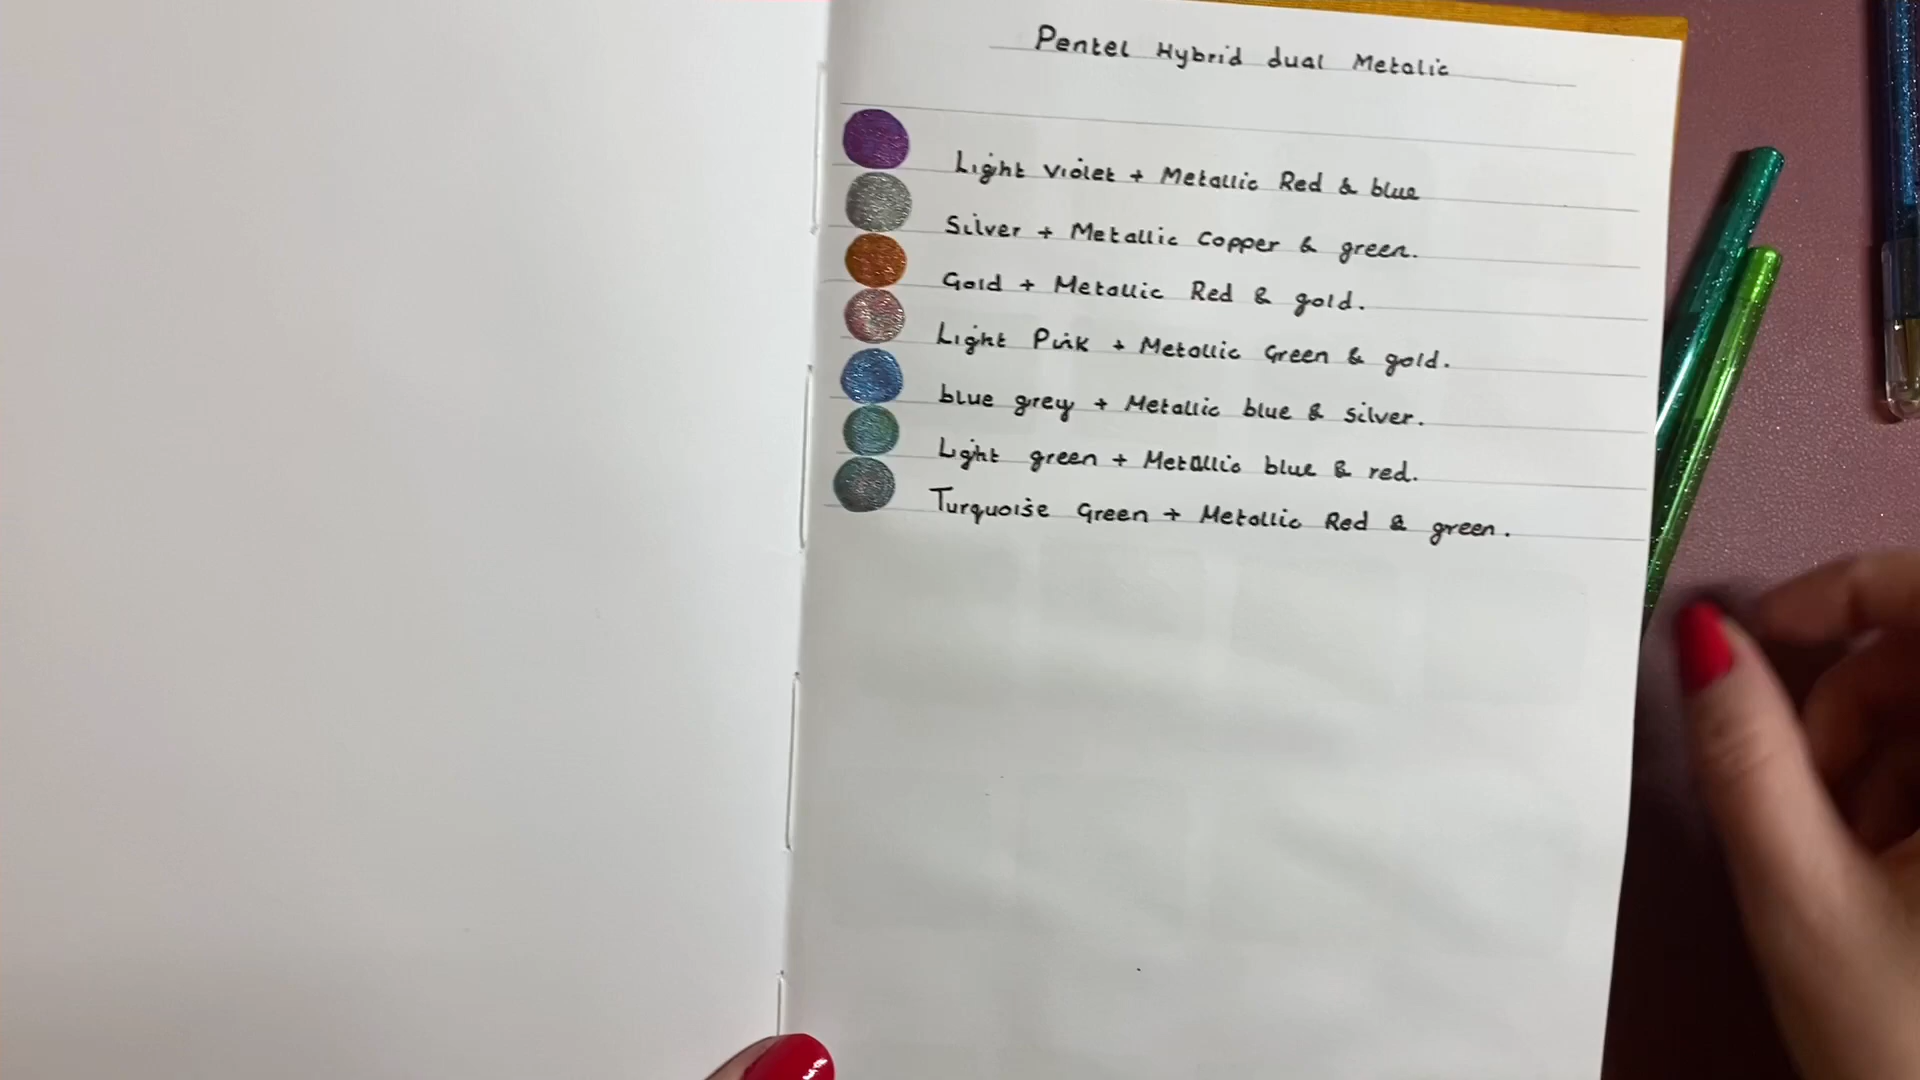 Pentel Hybrid dual Metalic
Light violet + Metallic Red & blue
Silver + Metallic Copper & green.
Gold + Metallic Red & gold.
Light Pink + Metallic Green & gold.
blue grey + Metallic blue & silver.
Light green + Metallic blue & red.
Turquoise Green + Metallic Red & green.